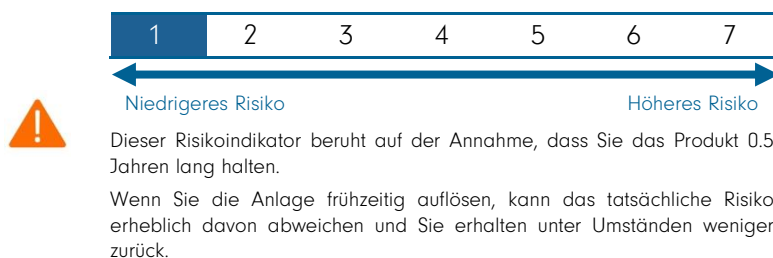 1 2 3 4 5 6 7
Niedrigeres Risiko Höheres Risiko
Dieser Risikoindikator beruht auf der Annahme, dass Sie das Produkt 0.5
Jahren lang halten.
Wenn Sie die Anlage frühzeitig auflösen, kann das tatsächliche Risiko
erheblich davon abweichen und Sie erhalten unter Umständen weniger
zurück.